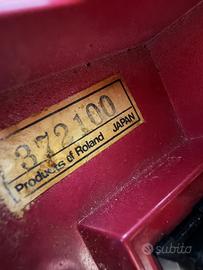 372100
Products of Roland JAPAN
subito